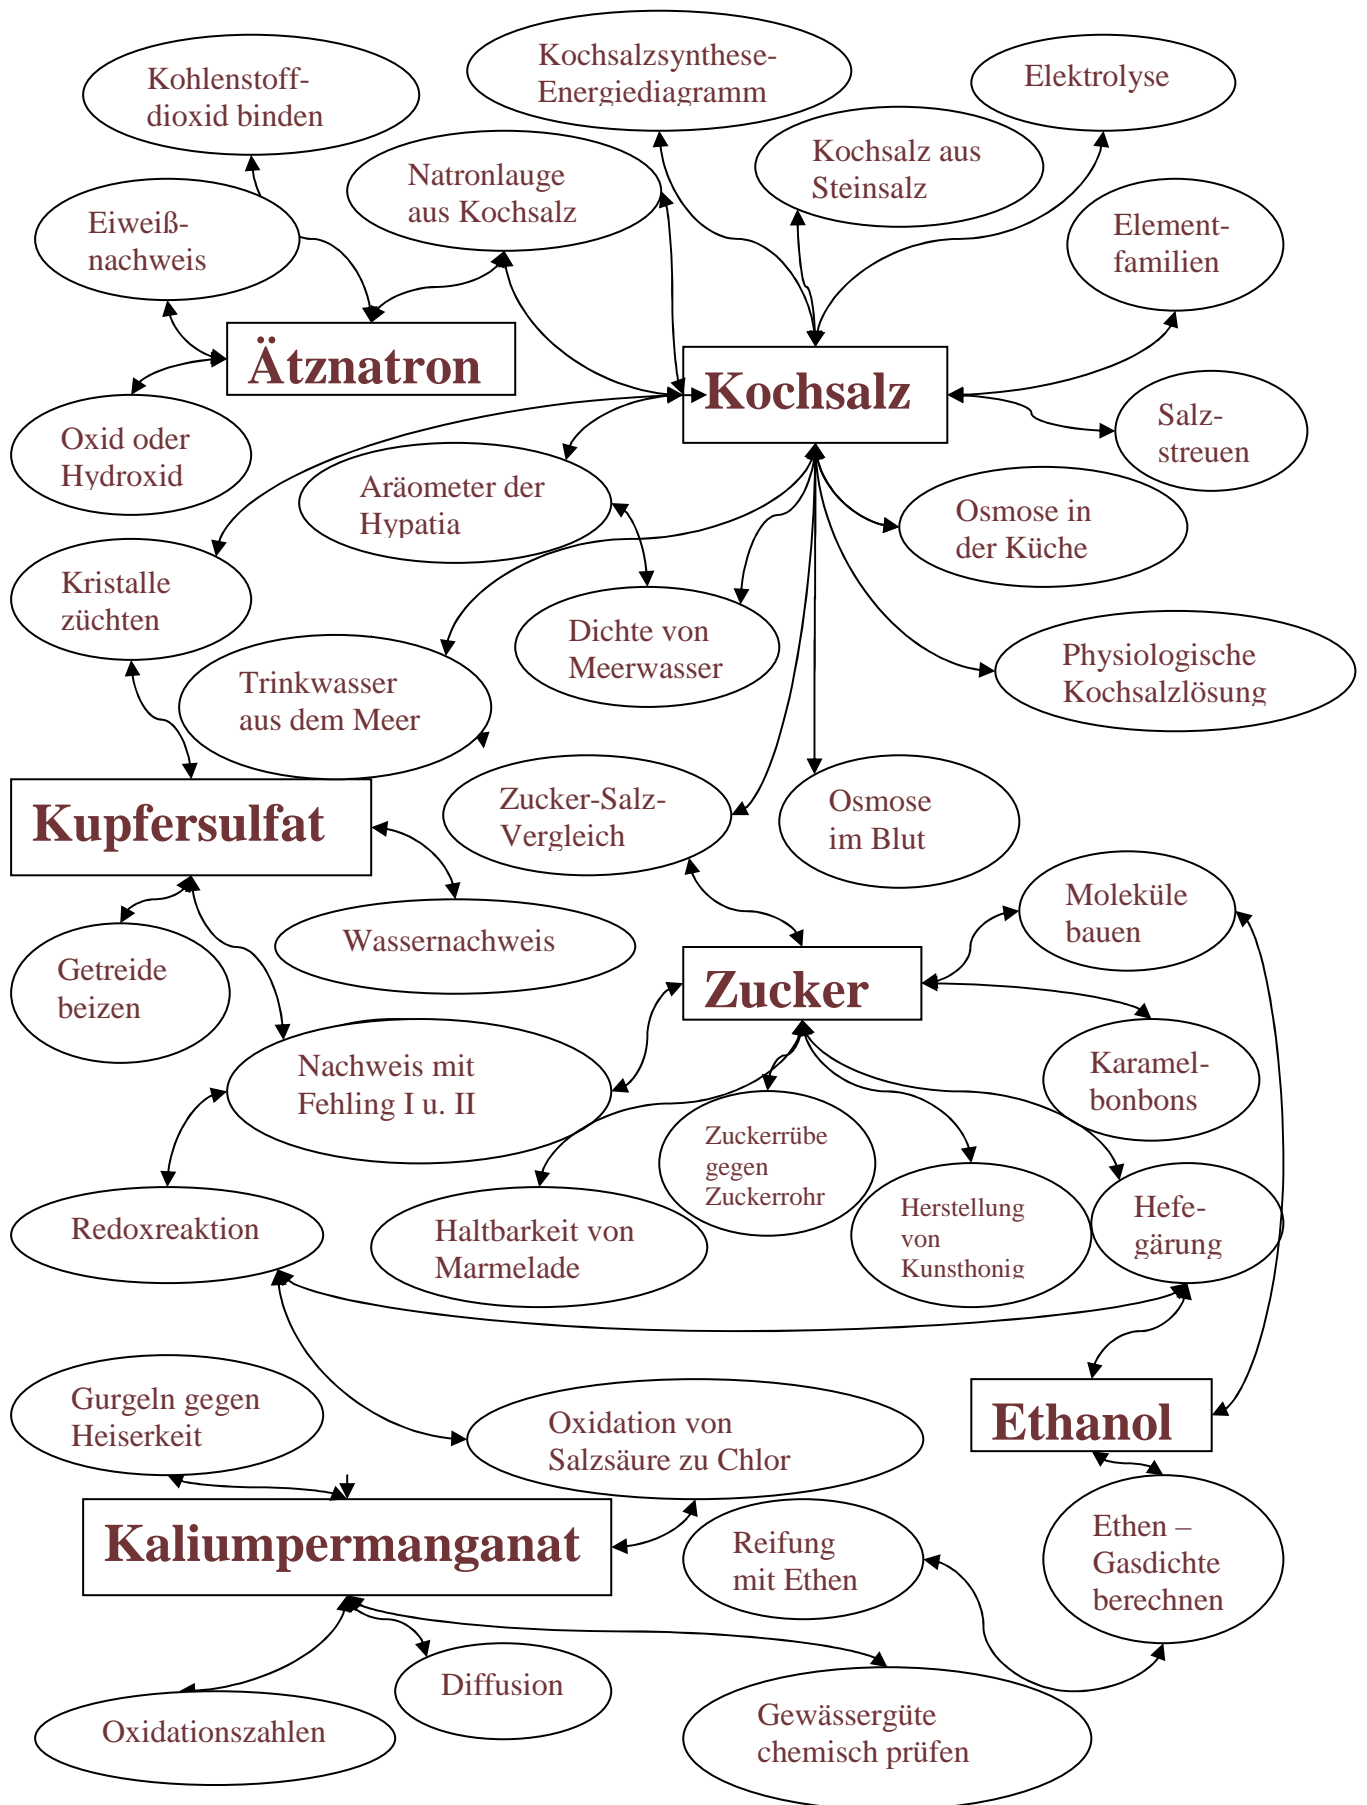 Kohlenstoff-
dioxid binden
Kochsalzsynthese-
Energiediagramm
Elektrolyse
Natronlauge
aus Kochsalz
Kochsalz aus
Steinsalz
Eiweiß-
nachweis
Element-
familien
Ätznatron
Kochsalz
Oxid oder
Hydroxid
Salz-
streuen
Aräometer der
Hypatia
Osmose in
der Küche
Kristalle
züchten
Dichte von
Meerwasser
Physiologische
Kochsalzlösung
Trinkwasser
aus dem Meer
Kupfersulfat
Zucker-Salz-
Vergleich
Osmose
im Blut
Moleküle
bauen
Wassernachweis
Getreide
beizen
Zucker
Nachweis mit
Fehling I u. II
Karamel-
bonbons
Zuckerrübe
gegen
Zuckerrohr
Redoxreaktion
Haltbarkeit von
Marmelade
Herstellung
von
Kunsthonig
Hefe-
gärung
Gurgeln gegen
Heiserkeit
Oxidation von
Salzsäure zu Chlor
Ethanol
Kaliumpermanganat
Reifung
mit Ethen
Ethen –
Gasdichte
berechnen
Diffusion
Oxidationszahlen
Gewässergüte
chemisch prüfen